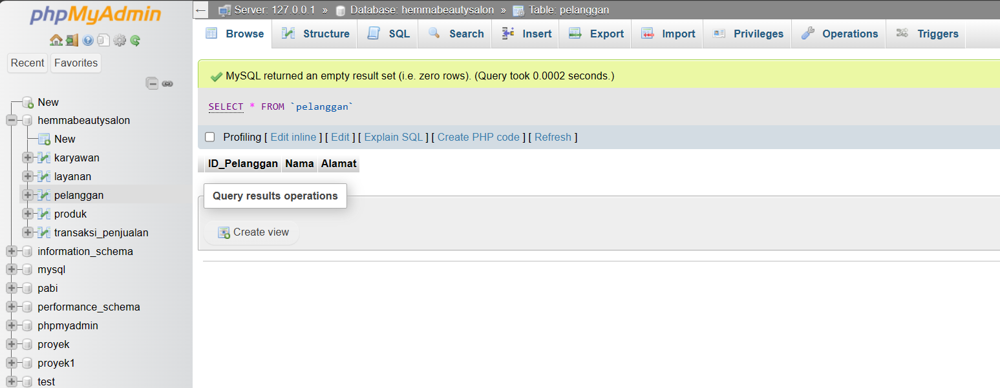 phpMyAdmin
Recent Favorites
New
hemmabeautysalon
New
karyawan
layanan
pelanggan
produk
transaksi_penjualan
information_schema
mysql
pabi
performance_schema
phpmyadmin
proyek
proyek1
test
← Server: 127.0.0.1 » Database: hemmabeautysalon » Table: pelanggan
Browse Structure SQL Search Insert Export Import Privileges Operations Triggers
MySQL returned an empty result set (i.e. zero rows). (Query took 0.0002 seconds.)
SELECT * FROM `pelanggan`
Profiling [ Edit inline ] [ Edit ] [ Explain SQL ] [ Create PHP code ] [ Refresh ]
ID_Pelanggan Nama Alamat
Query results operations
Create view